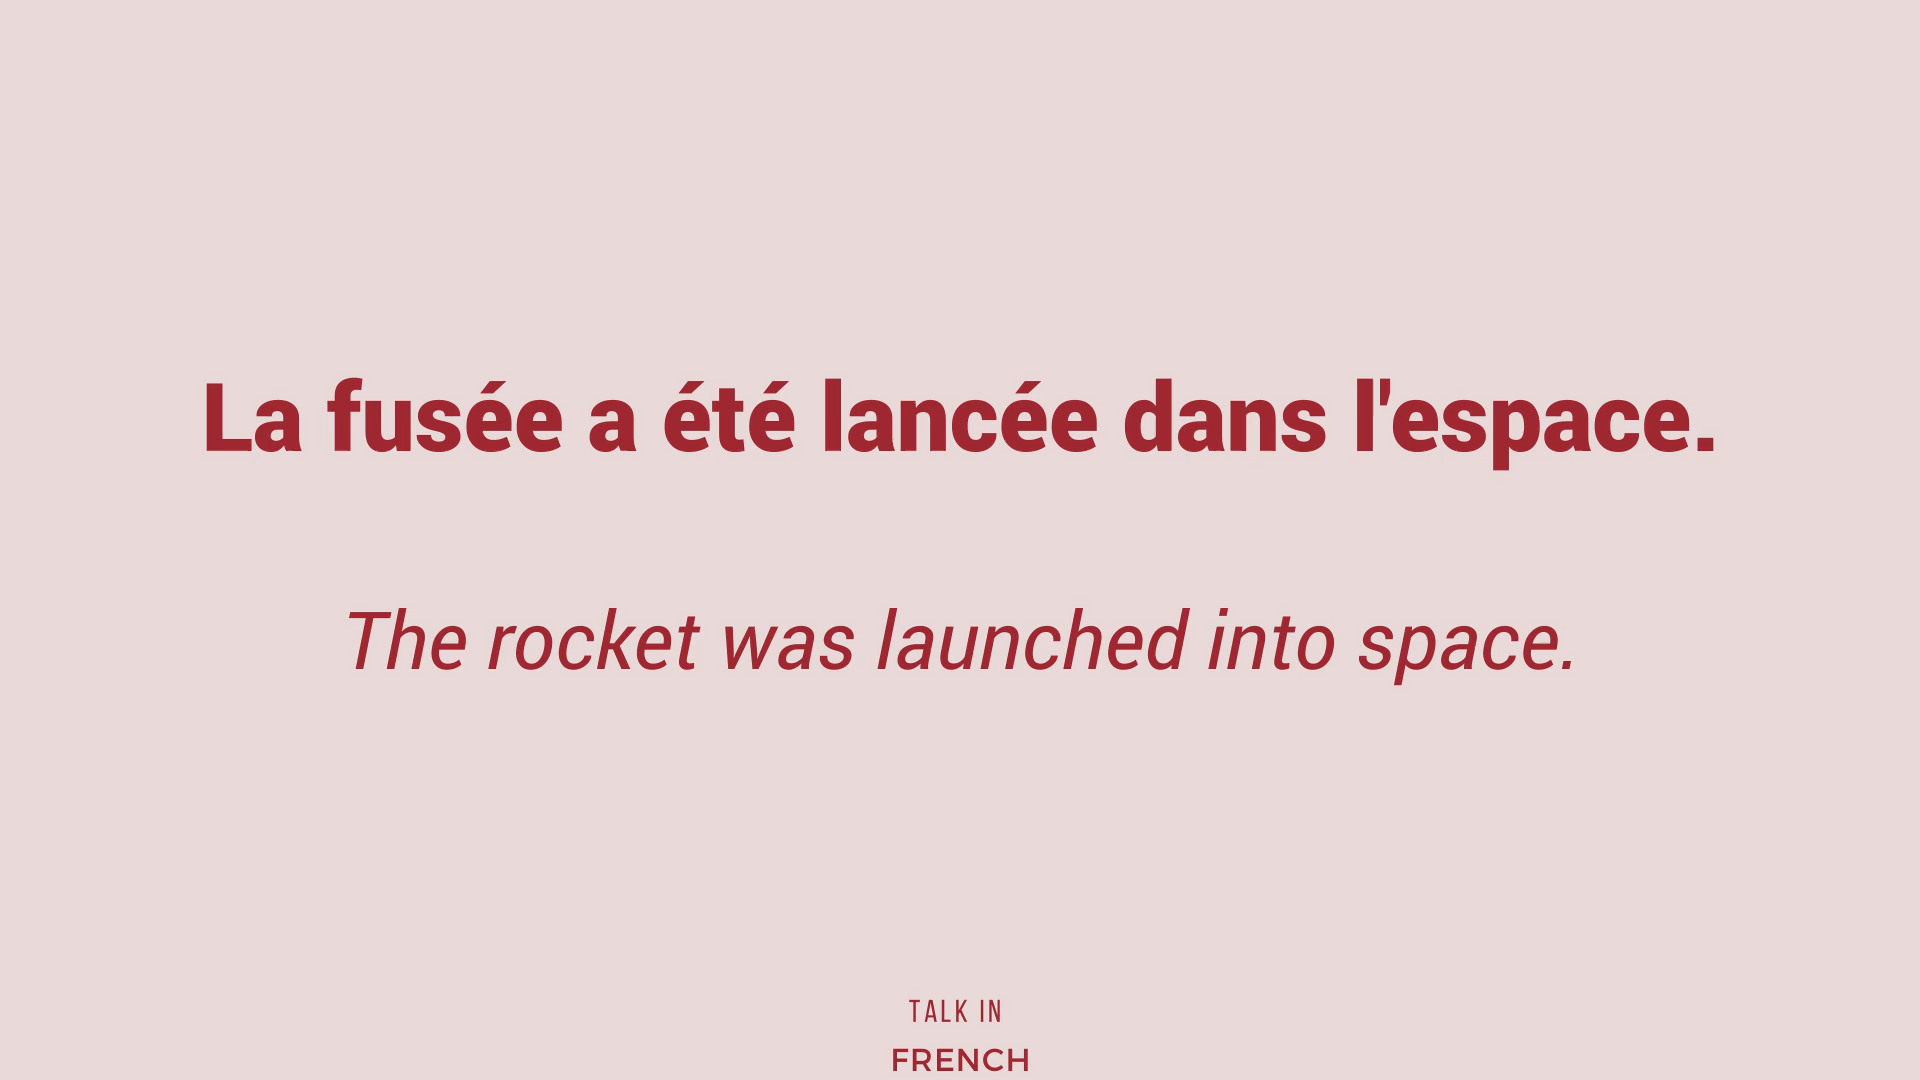 La fusée a été lancée dans l'espace.
The rocket was launched into space.
TALK IN
FRENCH